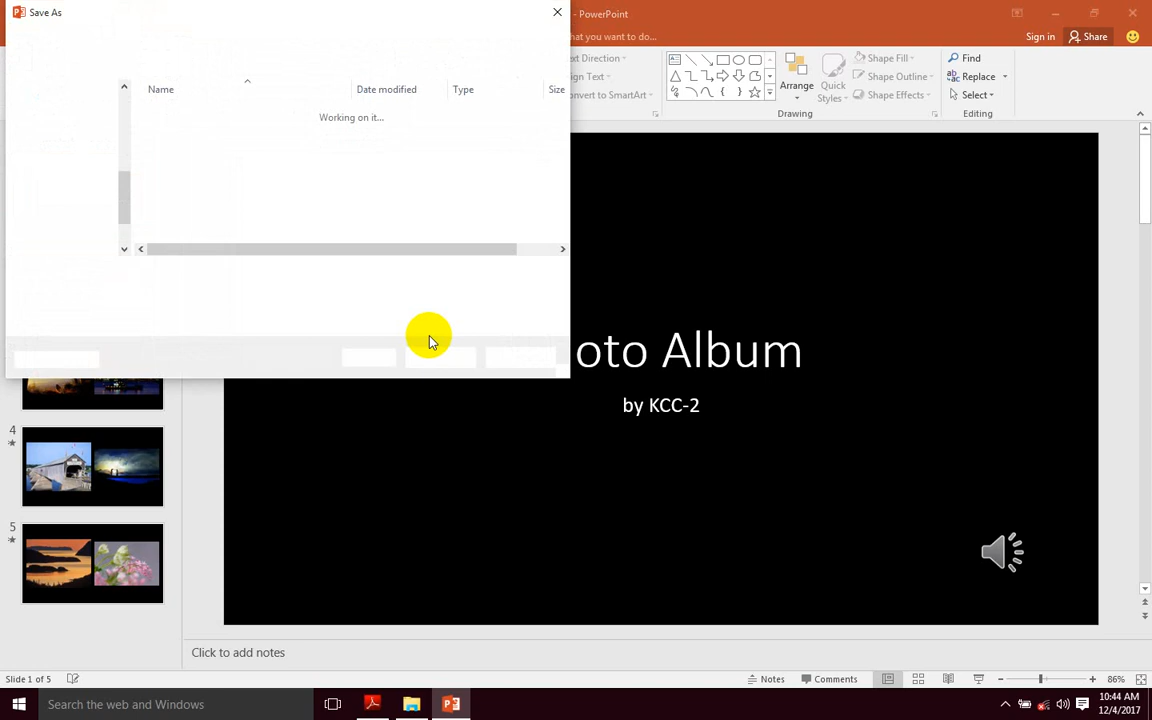 Save As
- PowerPoint
hat you want to do...
Sign in
Share
ext Direction
ign Text
onvert to SmartArt
Arrange
Quick
Styles
Shape Fill
Shape Outline
Shape Effects
Find
Replace
Select
Drawing
Editing
Name
Date modified
Type
Size
Working on it...
oto Album
by KCC-2
4
5
Click to add notes
Slide 1 of 5
Notes
Comments
86%
Search the web and Windows
10:44 AM
12/4/2017